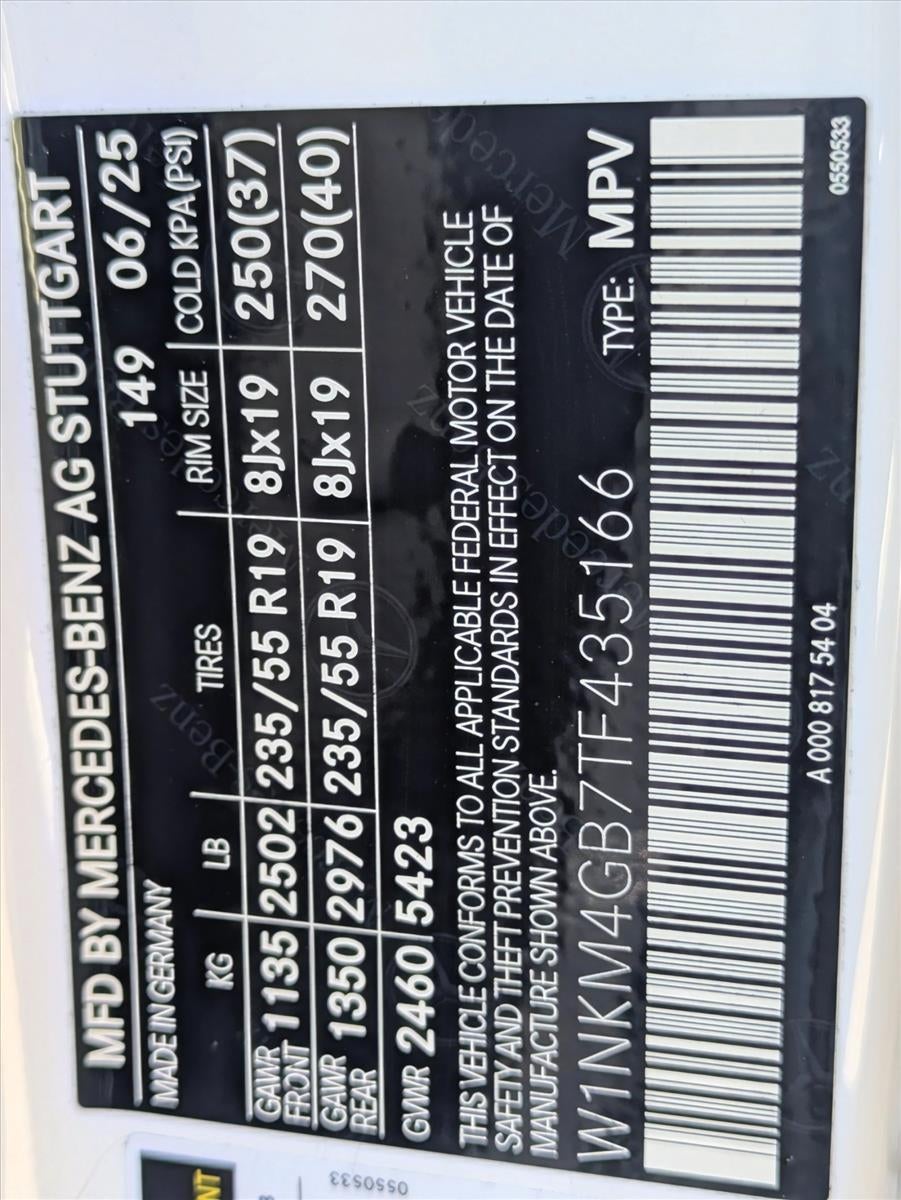 MFD BY MERCEDES-BENZ AG STUTTGART
MADE IN GERMANY 149 06/25
KG LB TIRES RIM SIZE COLD KPA(PSI)
GAWR FRONT 1135 2502 235/55 R19 8Jx19 250(37)
GAWR REAR 1350 2976 235/55 R19 8Jx19 270(40)
GWR 2460 5423
THIS VEHICLE CONFORMS TO ALL APPLICABLE FEDERAL MOTOR VEHICLE
SAFETY AND THEFT PREVENTION STANDARDS IN EFFECT ON THE DATE OF
MANUFACTURE SHOWN ABOVE.
W1NKM4GB7TF435166 TYPE: MPV
A 000 817 54 04 0550533
0550533